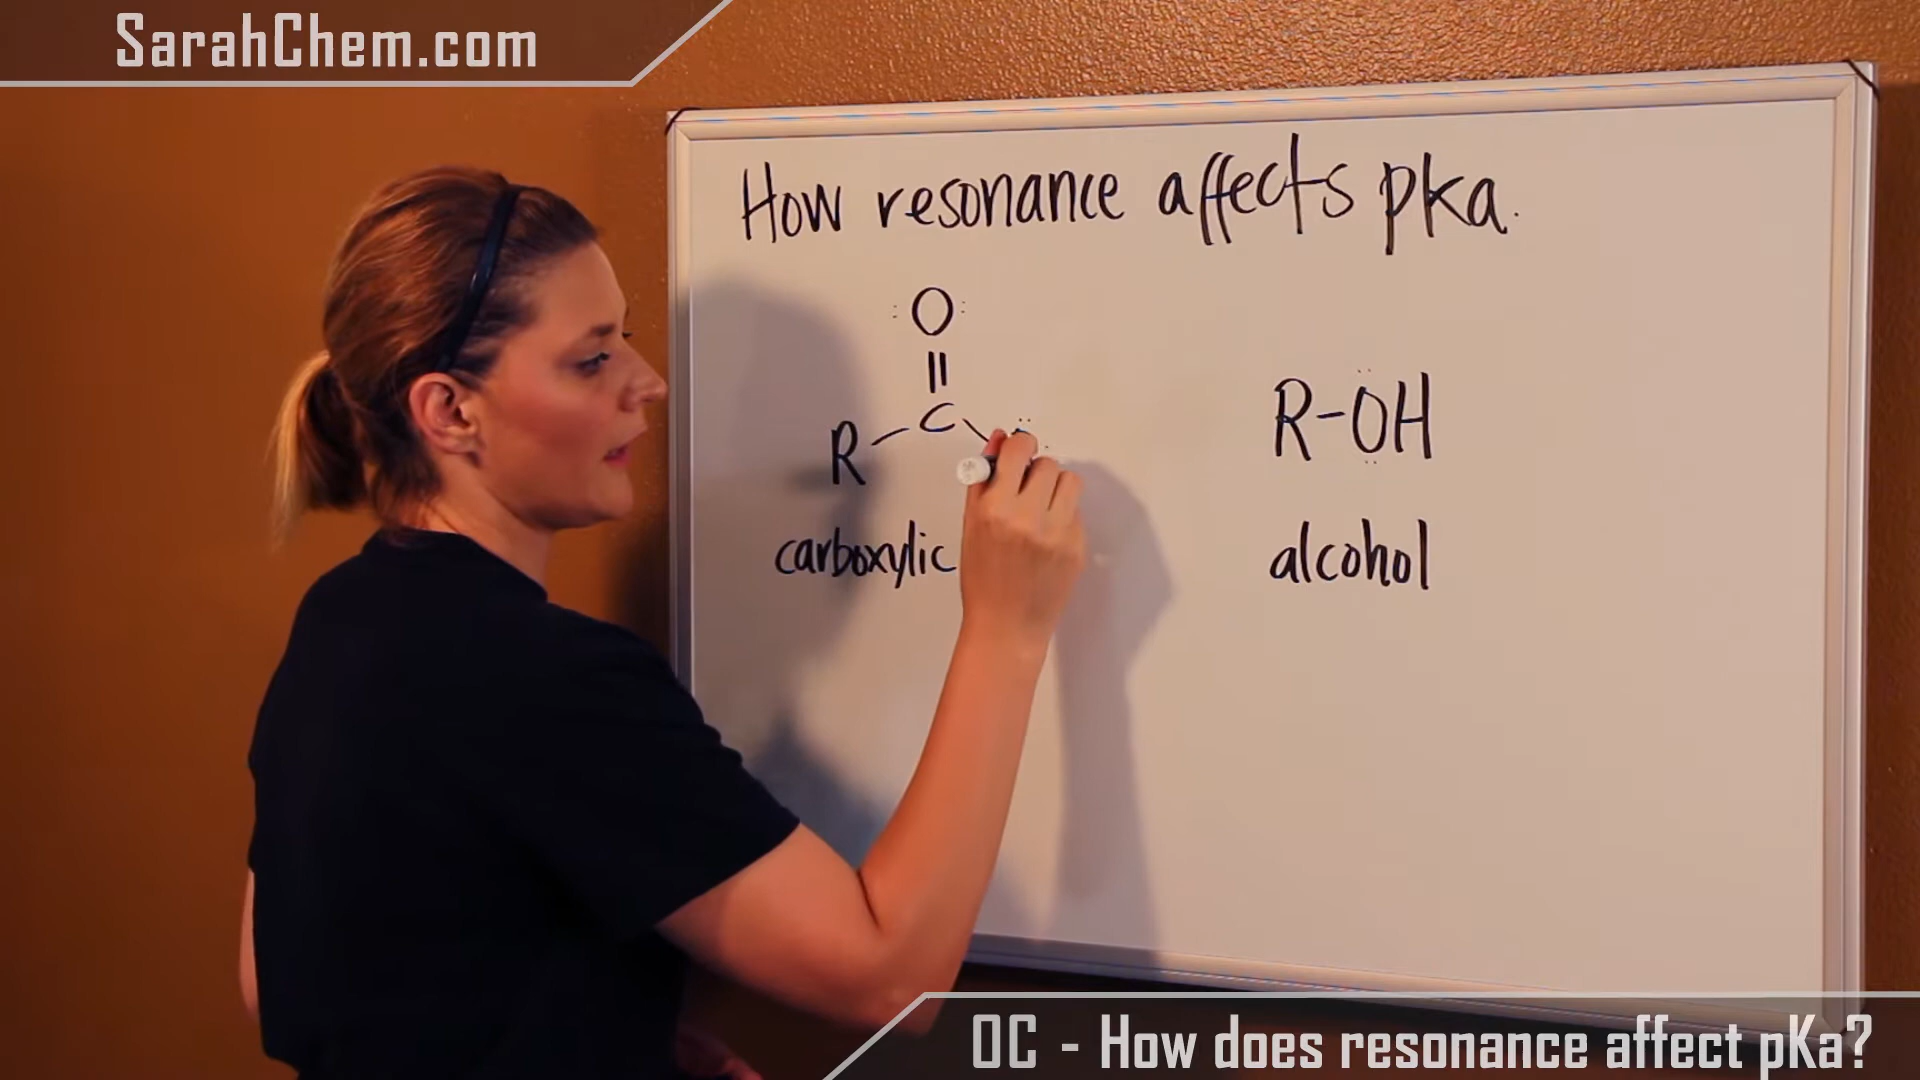 SarahChem.com
How resonance affects pka.
:O:
||
R-C
R-OH
carboxylic
alcohol
OC - How does resonance affect pKa?